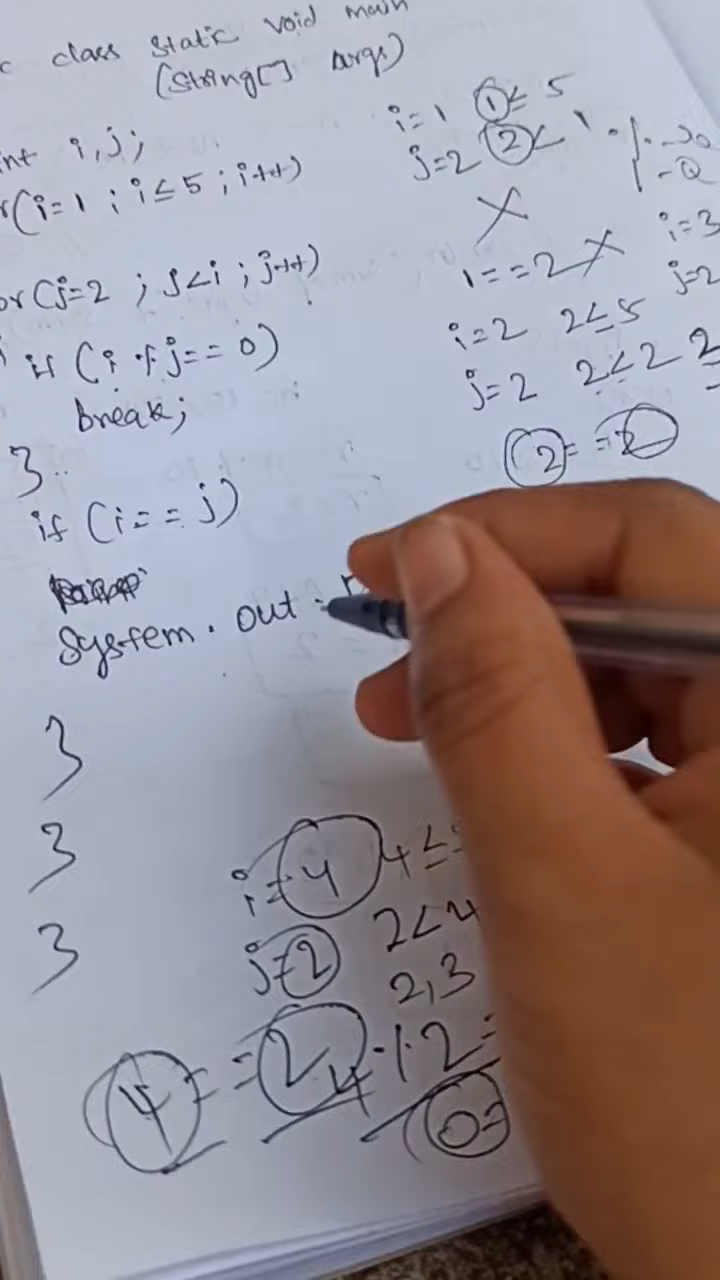 c class static void main
(String[] args)
int i,j;
r(i=1 ; i≤5 ; i++)
or(j=2 ; j<i ; j++)
if (i % j== 0)
break;
}
if (i== j)
System. out .
}
}
}
i=1 1≤ 5
j=2 2< 1
X
1==2 X
i=2 2≤5
j=2 2≤2
2==2
i=3
j=2
i=4 4≤
j=2 2<4
2,3
4==2 4%2=
0=